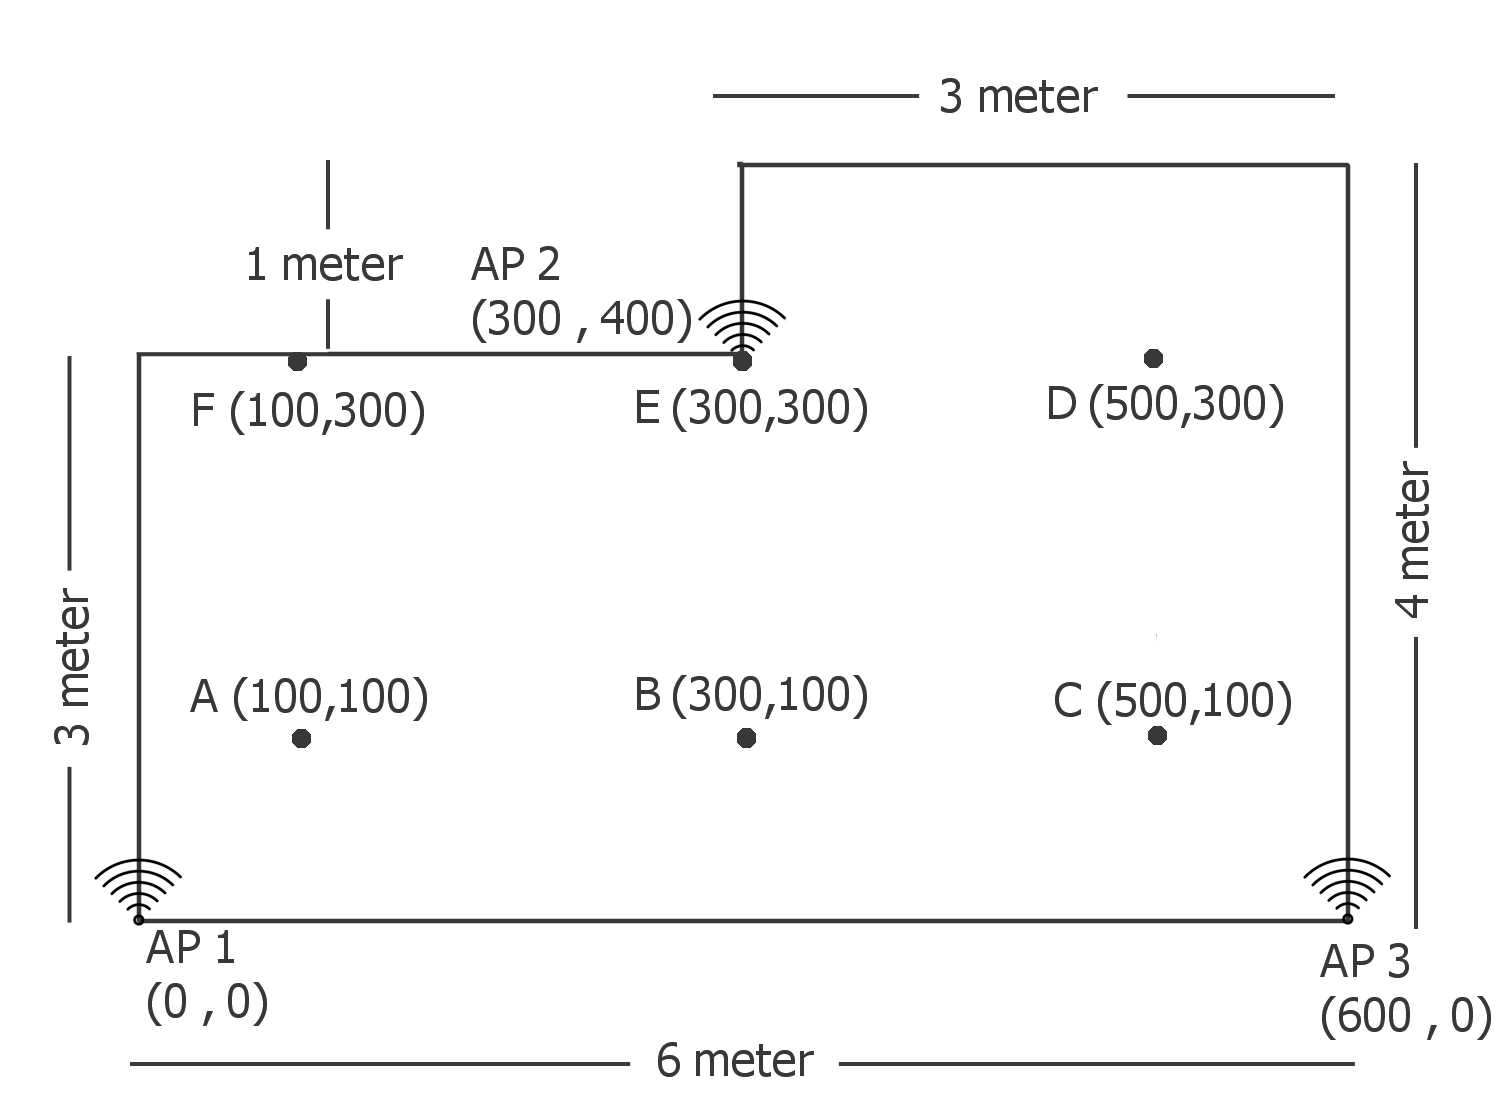 3 meter
1 meter
AP 2
(300 , 400)
F (100,300)
E (300,300)
D (500,300)
4 meter
3 meter
A (100,100)
B (300,100)
C (500,100)
AP 1
(0 , 0)
AP 3
(600 , 0)
6 meter